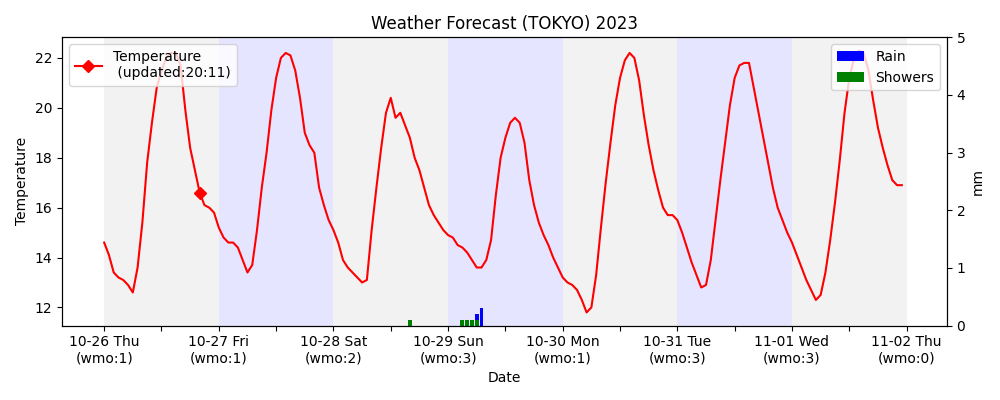 Weather Forecast (TOKYO) 2023
Temperature
(updated:20:11)
Rain
Showers
22
20
18
16
14
12
Temperature
5
4
3
2
1
0
mm
10-26 Thu 10-27 Fri 10-28 Sat 10-29 Sun 10-30 Mon 10-31 Tue 11-01 Wed 11-02 Thu
(wmo:1) (wmo:1) (wmo:2) (wmo:3) (wmo:1) (wmo:3) (wmo:3) (wmo:0)
Date